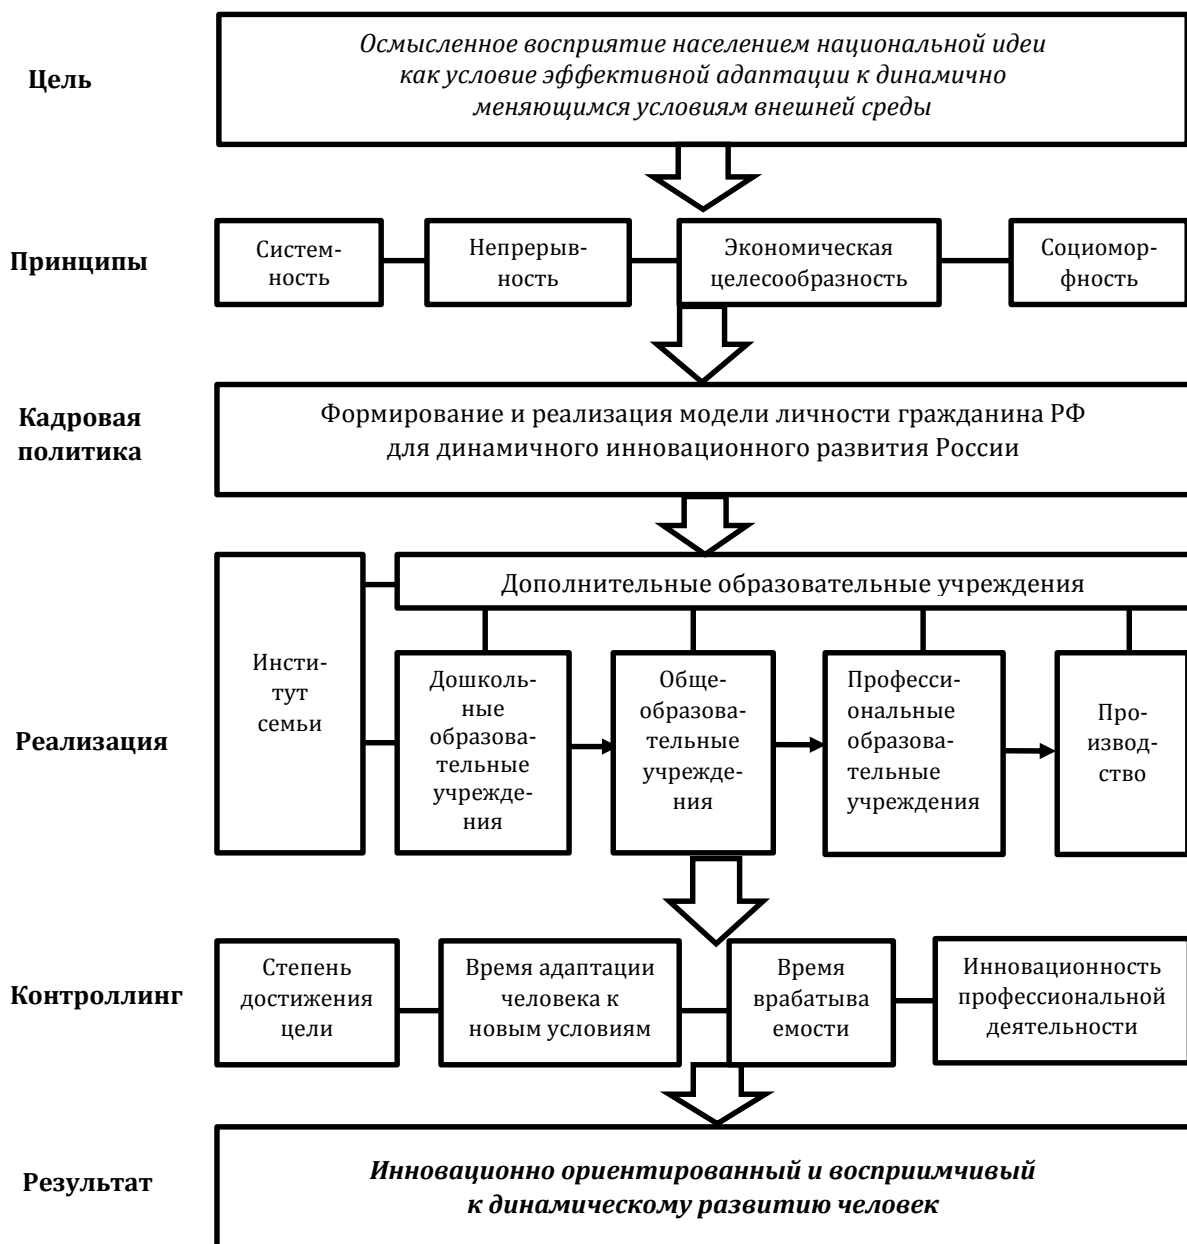 Цель
Осмысленное восприятие населением национальной идеи
как условие эффективной адаптации к динамично
меняющимся условиям внешней среды
Принципы
Систем-
ность
Непрерыв-
ность
Экономическая
целесообразность
Социомор-
фность
Кадровая
политика
Формирование и реализация модели личности гражданина РФ
для динамичного инновационного развития России
Реализация
Инсти-
тут
семьи
Дополнительные образовательные учреждения
Дошколь-
ные
образова-
тельные
учрежде-
ния
Обще-
образова-
тельные
учрежде-
ния
Профессии-
ональные
образова-
тельные
учреждения
Про-
извод-
ство
Контроллинг
Степень
достижения
цели
Время адаптации
человека к
новым условиям
Время
врабатыва
емости
Инновационность
профессиональной
деятельности
Результат
Инновационно ориентированный и восприимчивый
к динамическому развитию человек